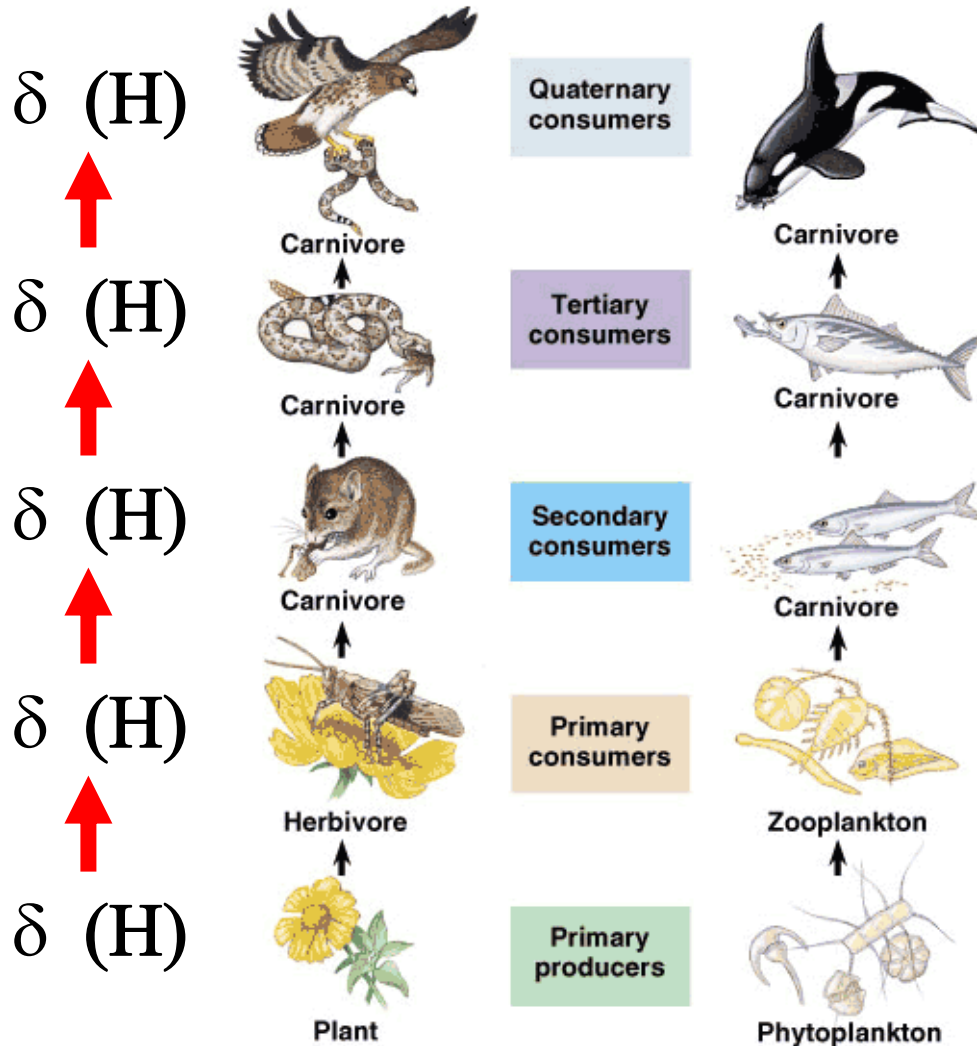 δ (H)
Quaternary
consumers
Carnivore
Carnivore
δ (H)
Tertiary
consumers
Carnivore
Carnivore
δ (H)
Secondary
consumers
Carnivore
Carnivore
δ (H)
Primary
consumers
Herbivore
Zooplankton
δ (H)
Primary
producers
Plant
Phytoplankton